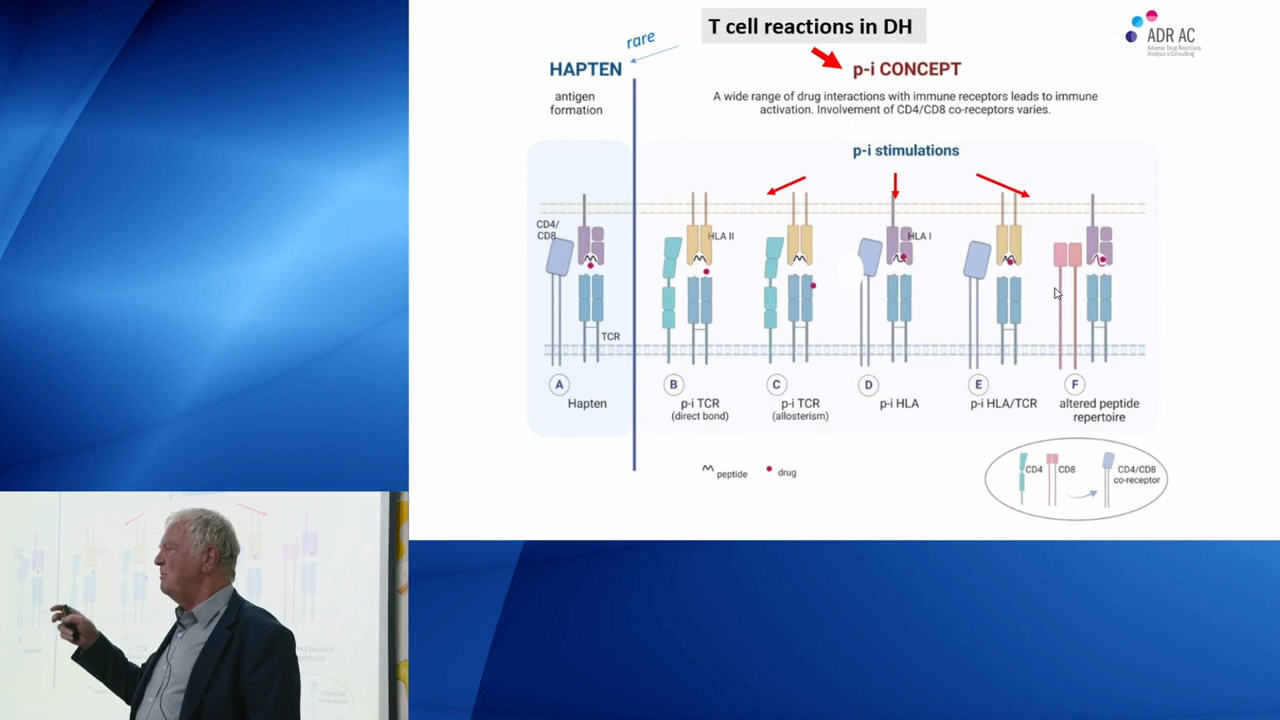 T cell reactions in DH
ADR AC
Adverse Drug Reactions
Analysis & Consulting
rare
HAPTEN
antigen
formation
p-i CONCEPT
A wide range of drug interactions with immune receptors leads to immune
activation. Involvement of CD4/CD8 co-receptors varies.
p-i stimulations
CD4/
CD8
HLA II
HLA I
TCR
A
B
C
D
E
F
Hapten
p-i TCR
(direct bond)
p-i TCR
(allosterism)
p-i HLA
p-i HLA/TCR
altered peptide
repertoire
peptide
drug
CD4
CD8
CD4/CD8
co-receptor